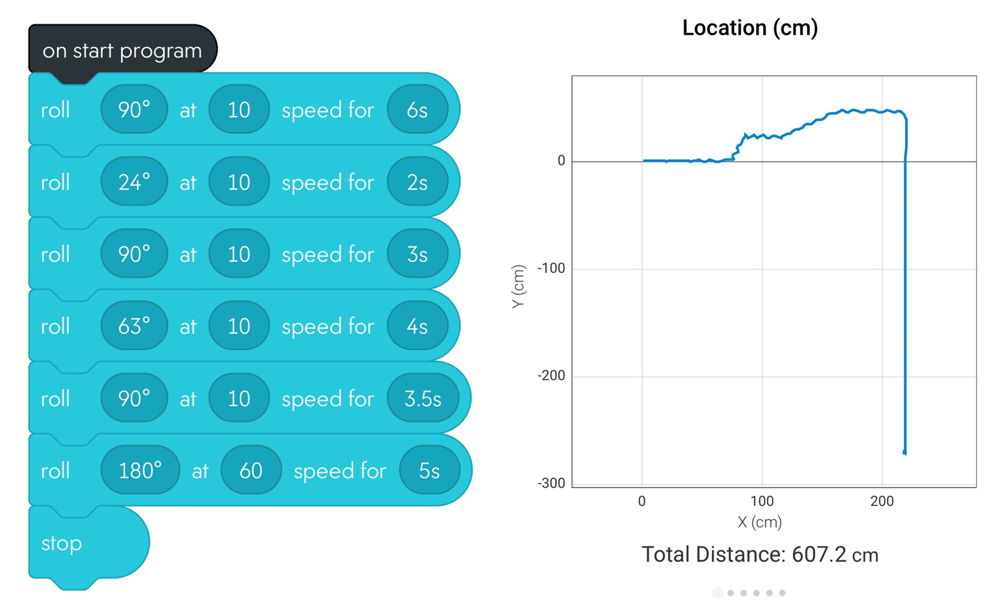 on start program
roll 90° at 10 speed for 6s
roll 24° at 10 speed for 2s
roll 90° at 10 speed for 3s
roll 63° at 10 speed for 4s
roll 90° at 10 speed for 3.5s
roll 180° at 60 speed for 5s
stop
Location (cm)
0
-100
-200
-300
Y (cm)
0 100 200
X (cm)
Total Distance: 607.2 cm